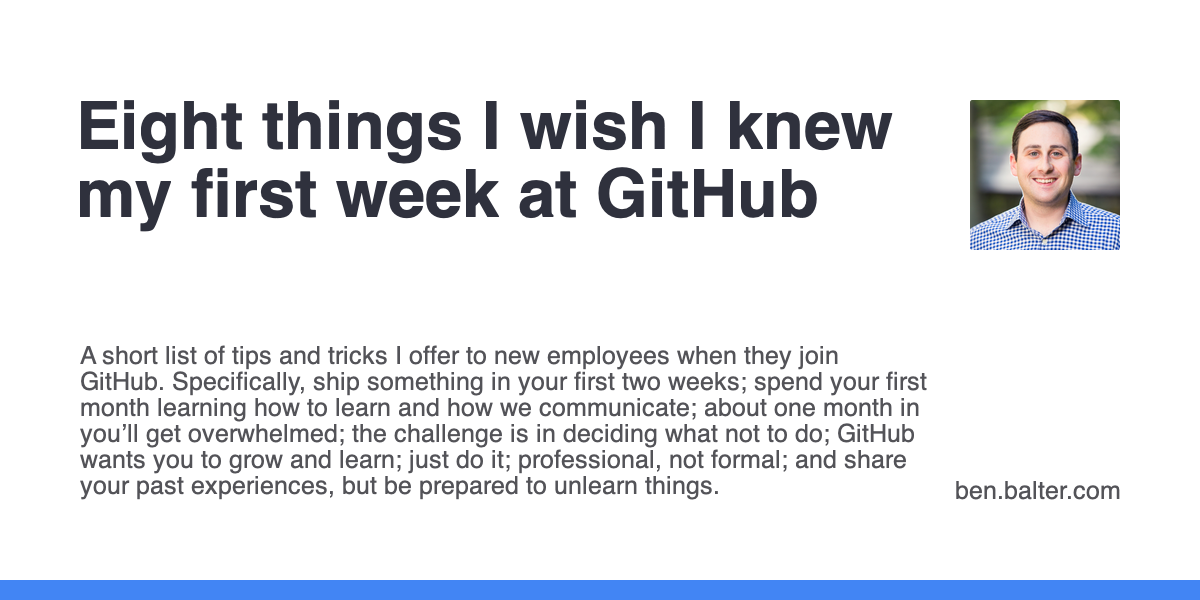 Eight things I wish I knew
my first week at GitHub
A short list of tips and tricks I offer to new employees when they join
GitHub. Specifically, ship something in your first two weeks; spend your first
month learning how to learn and how we communicate; about one month in
you’ll get overwhelmed; the challenge is in deciding what not to do; GitHub
wants you to grow and learn; just do it; professional, not formal; and share
your past experiences, but be prepared to unlearn things.
ben.balter.com